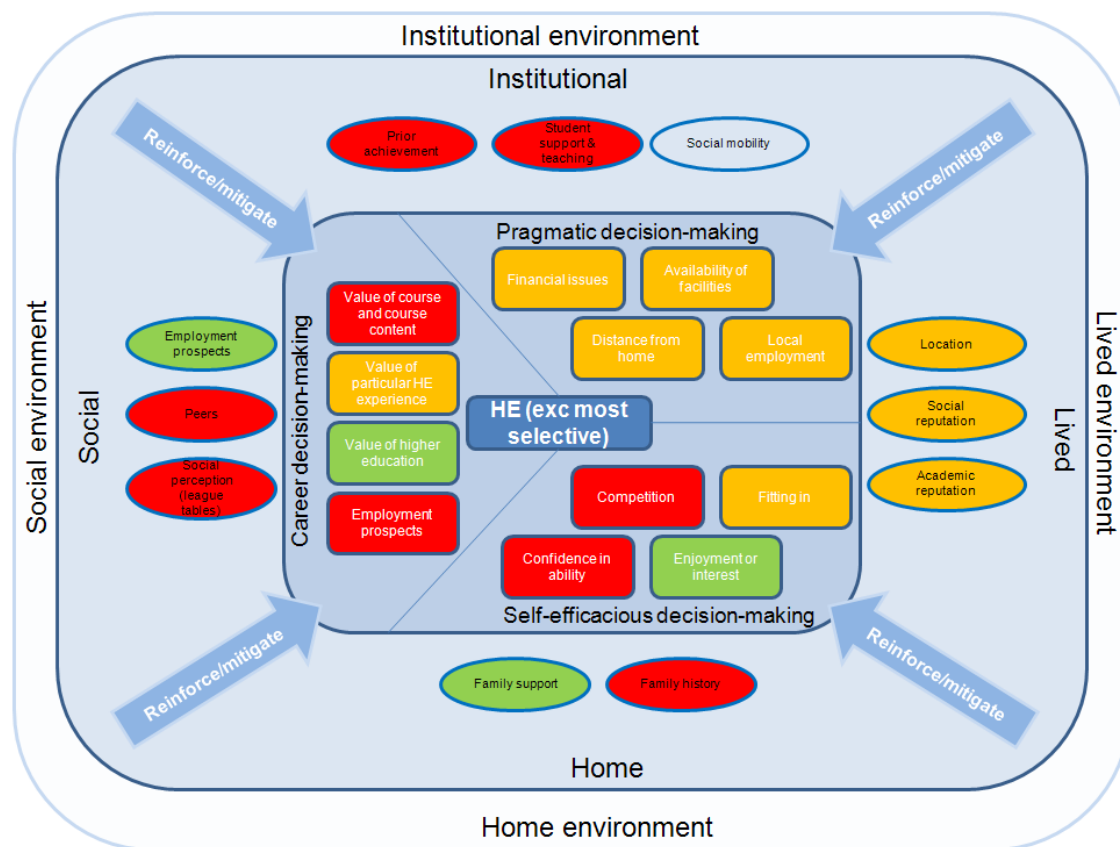 Institutional environment
Institutional
Reinforce/mitigate
Prior
achievement
Student
support &
teaching
Social mobility
Reinforce/mitigate
Pragmatic decision-making
Financial issues
Availability of
facilities
Distance from
home
Local
employment
Social environment
Social
Employment
prospects
Peers
Social perception
(league
tables)
Career decision-making
Value of course
and course
content
Value of
particular HE
experience
Value of higher
education
Employment
prospects
HE (exc most
selective)
Location
Social
reputation
Academic
reputation
Lived
Lived environment
Competition
Fitting in
Confidence in
ability
Enjoyment or
interest
Self-efficacious decision-making
Reinforce/mitigate
Family support
Family history
Reinforce/mitigate
Home
Home environment